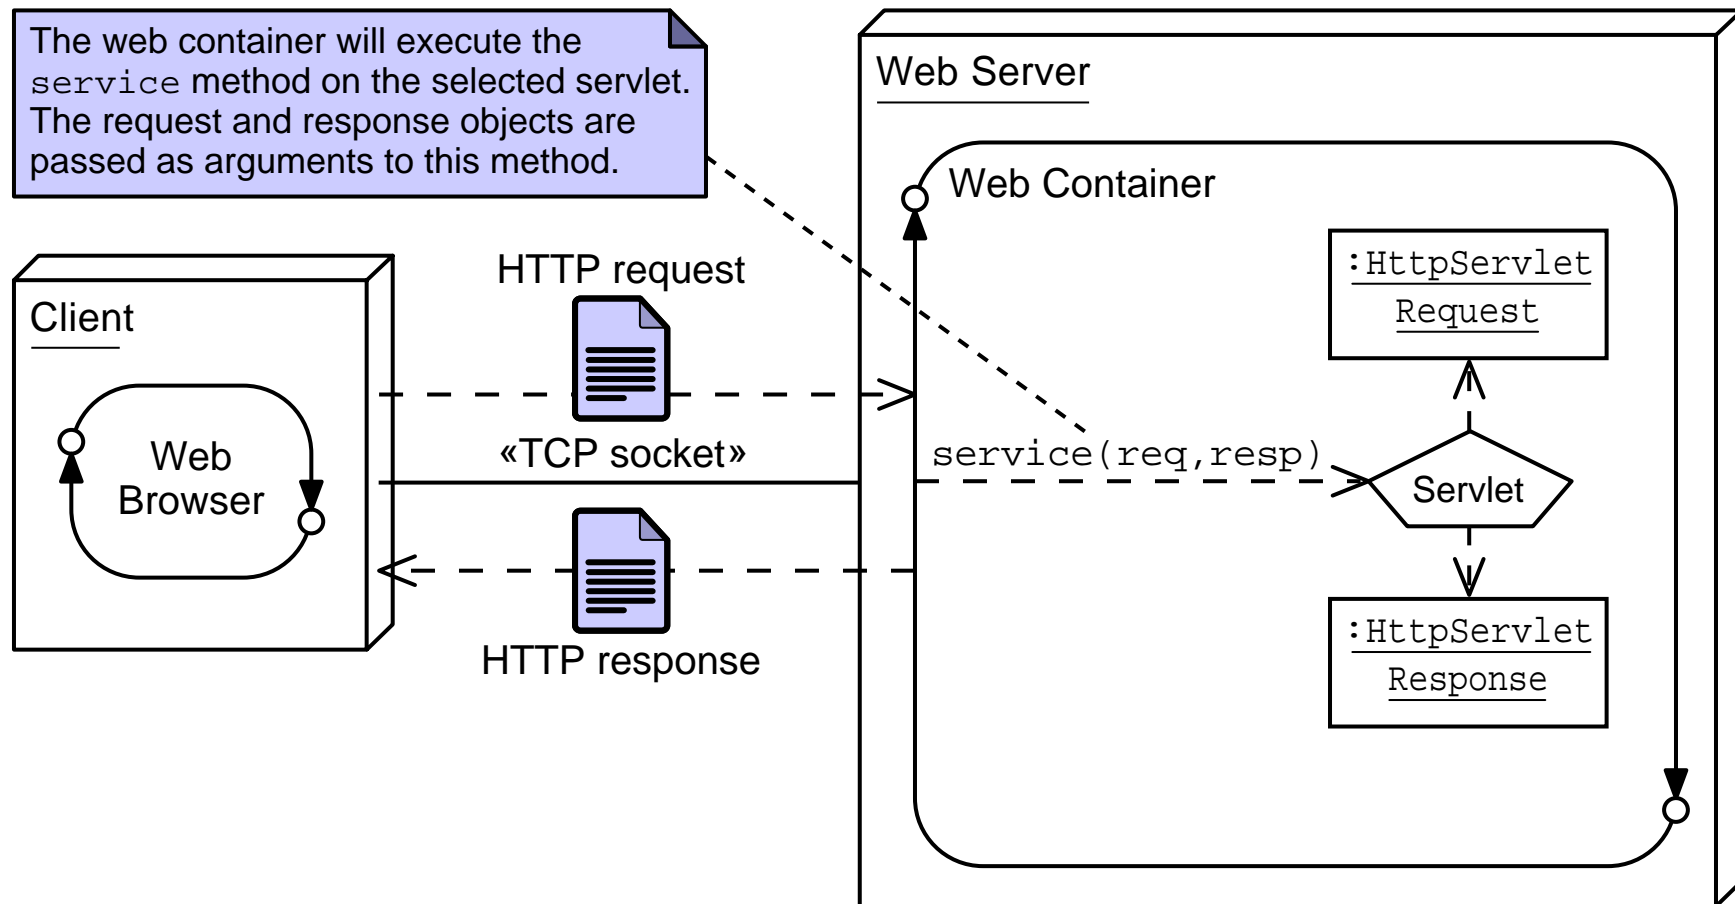 The web container will execute the
service method on the selected servlet.
The request and response objects are
passed as arguments to this method.
Web Server
Web Container
:HttpServlet
Request
HTTP request
Client
Web
Browser
«TCP socket»
service(req,resp)
Servlet
HTTP response
:HttpServlet
Response